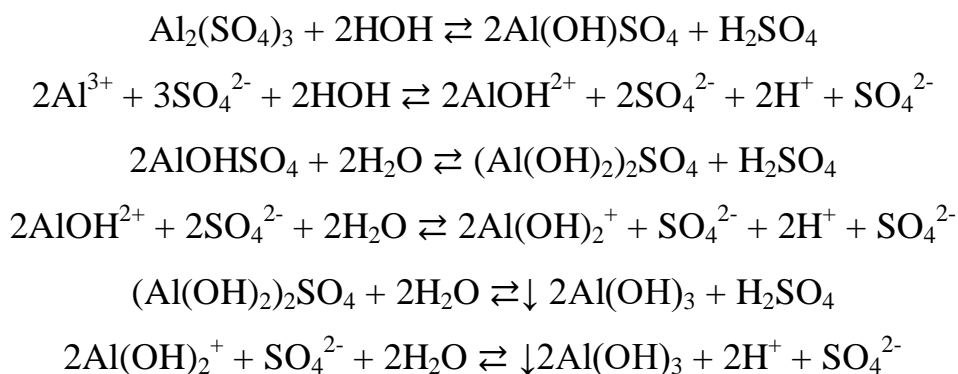 Al₂(SO₄)₃ + 2HOH ⇄ 2Al(OH)SO₄ + H₂SO₄
2Al³⁺ + 3SO₄²⁻ + 2HOH ⇄ 2AlOH²⁺ + 2SO₄²⁻ + 2H⁺ + SO₄²⁻
2AlOHSO₄ + 2H₂O ⇄ (Al(OH)₂)₂SO₄ + H₂SO₄
2AlOH²⁺ + 2SO₄²⁻ + 2H₂O ⇄ 2Al(OH)₂⁺ + SO₄²⁻ + 2H⁺ + SO₄²⁻
(Al(OH)₂)₂SO₄ + 2H₂O ⇄↓ 2Al(OH)₃ + H₂SO₄
2Al(OH)₂⁺ + SO₄²⁻ + 2H₂O ⇄ ↓2Al(OH)₃ + 2H⁺ + SO₄²⁻